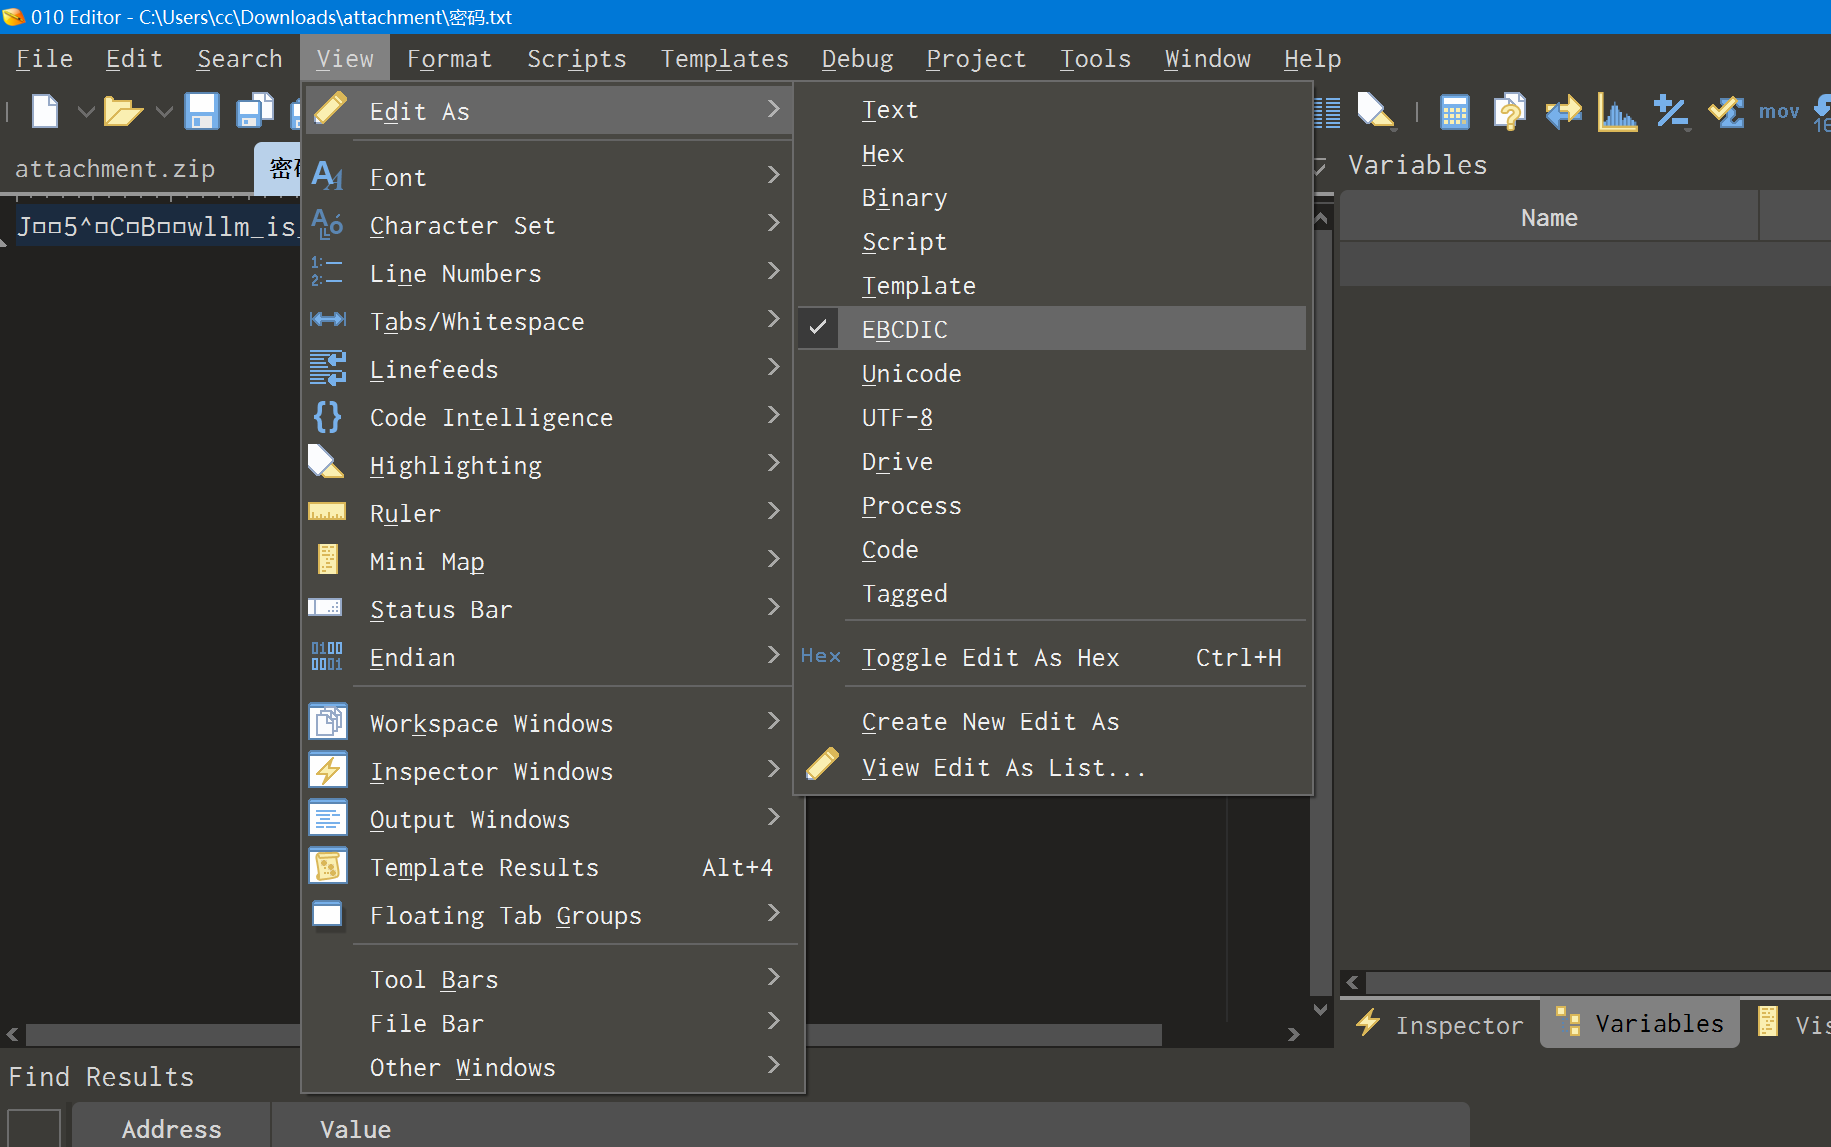 010 Editor - C:\Users\cc\Downloads\attachment\密码.txt
File Edit Search View Format Scripts Templates Debug Project Tools Window Help
mov
attachment.zip
J¤¤5^¤C¤B¤¤wllm_is_
Edit As
Font
Character Set
Line Numbers
Tabs/Whitespace
Linefeeds
Code Intelligence
Highlighting
Ruler
Mini Map
Status Bar
Endian
Workspace Windows
Inspector Windows
Output Windows
Template Results Alt+4
Floating Tab Groups
Tool Bars
File Bar
Other Windows
Text
Hex
Binary
Script
Template
EBCDIC
Unicode
UTF-8
Drive
Process
Code
Tagged
Hex Toggle Edit As Hex Ctrl+H
Create New Edit As
View Edit As List...
Variables
Name
Inspector Variables
Find Results
Address Value